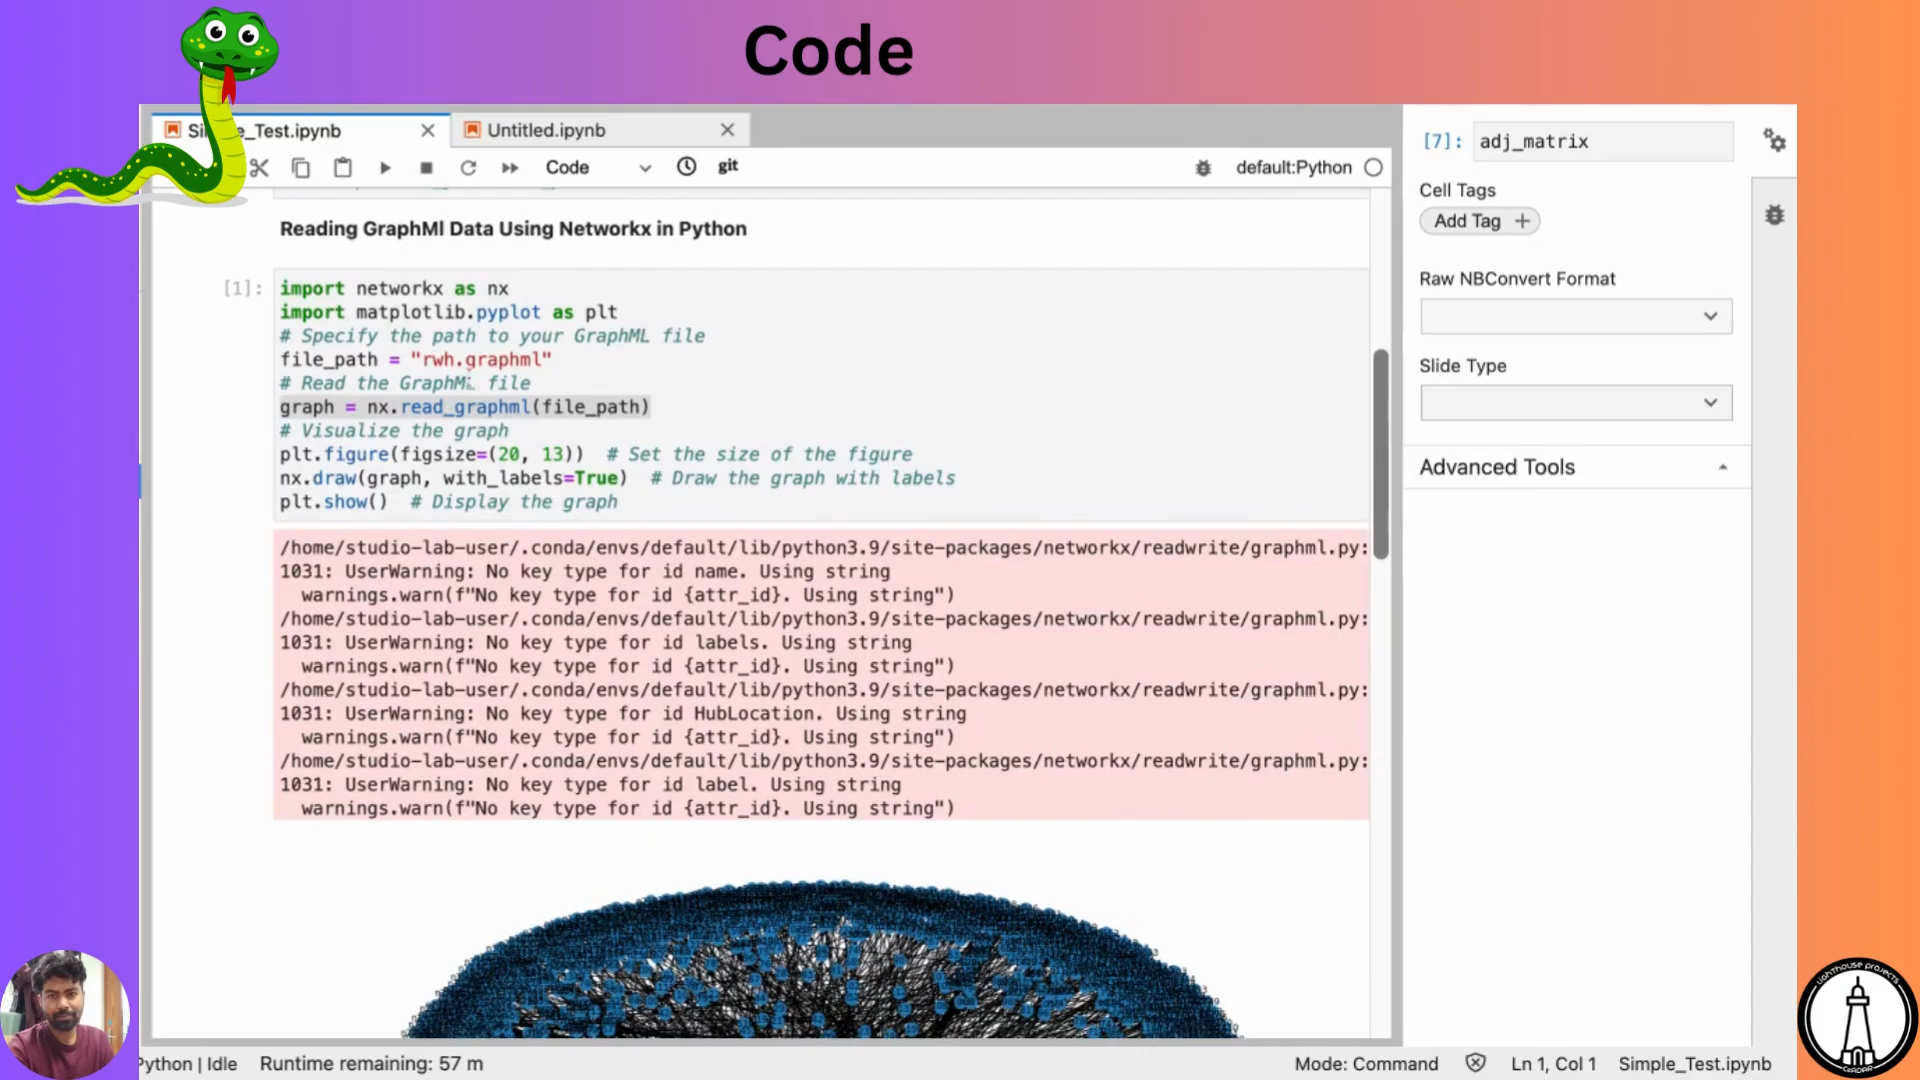 Code
Si
e_Test.ipynb
Untitled.ipynb
Code
git
default:Python
Reading GraphMl Data Using Networkx in Python
[1]:
import networkx as nx
import matplotlib.pyplot as plt
# Specify the path to your GraphML file
file_path = "rwh.graphml"
# Read the GraphML file
graph = nx.read_graphml(file_path)
# Visualize the graph
plt.figure(figsize=(20, 13))  # Set the size of the figure
nx.draw(graph, with_labels=True)  # Draw the graph with labels
plt.show()  # Display the graph
/home/studio-lab-user/.conda/envs/default/lib/python3.9/site-packages/networkx/readwrite/graphml.py:
1031: UserWarning: No key type for id name. Using string
  warnings.warn(f"No key type for id {attr_id}. Using string")
/home/studio-lab-user/.conda/envs/default/lib/python3.9/site-packages/networkx/readwrite/graphml.py:
1031: UserWarning: No key type for id labels. Using string
  warnings.warn(f"No key type for id {attr_id}. Using string")
/home/studio-lab-user/.conda/envs/default/lib/python3.9/site-packages/networkx/readwrite/graphml.py:
1031: UserWarning: No key type for id HubLocation. Using string
  warnings.warn(f"No key type for id {attr_id}. Using string")
/home/studio-lab-user/.conda/envs/default/lib/python3.9/site-packages/networkx/readwrite/graphml.py:
1031: UserWarning: No key type for id label. Using string
  warnings.warn(f"No key type for id {attr_id}. Using string")
[7]: adj_matrix
Cell Tags
Add Tag
Raw NBConvert Format
Slide Type
Advanced Tools
Python | Idle
Runtime remaining: 57 m
Mode: Command
Ln 1, Col 1
Simple_Test.ipynb
Lighthouse Projects